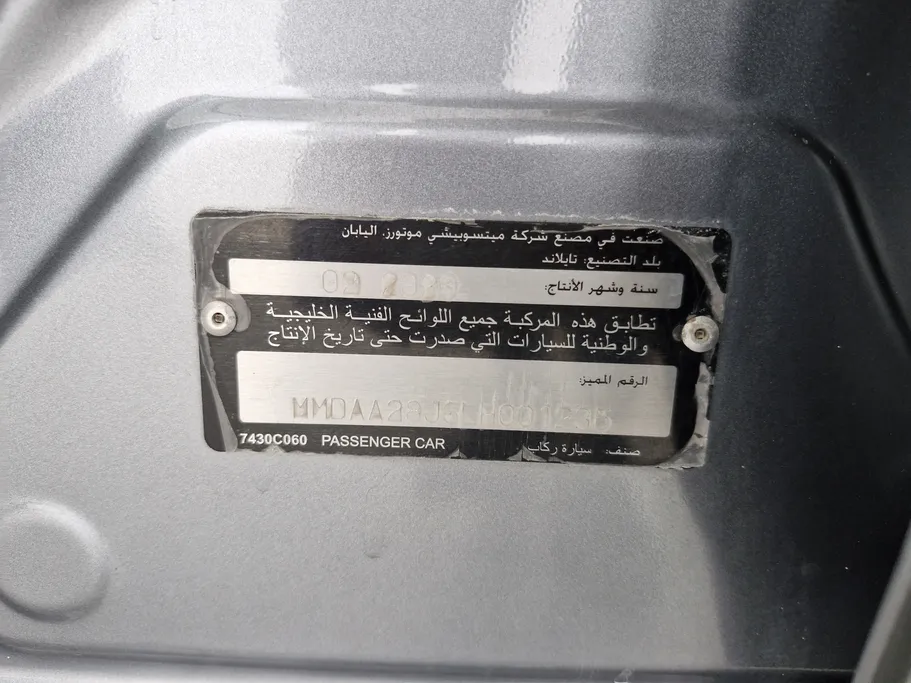 صنعت في مصنع شركة ميتسوبيشي موتورز. اليابان
بلد التصنيع: تايلاند
سنة وشهر الأنتاج: 09
تطابق هذه المركبة جميع اللوائح الفنية الخليجية
والوطنية للسيارات التي صدرت حتى تاريخ الإنتاج
الرقم المميز:
7430C060 PASSENGER CAR صنف: سيارة ركاب